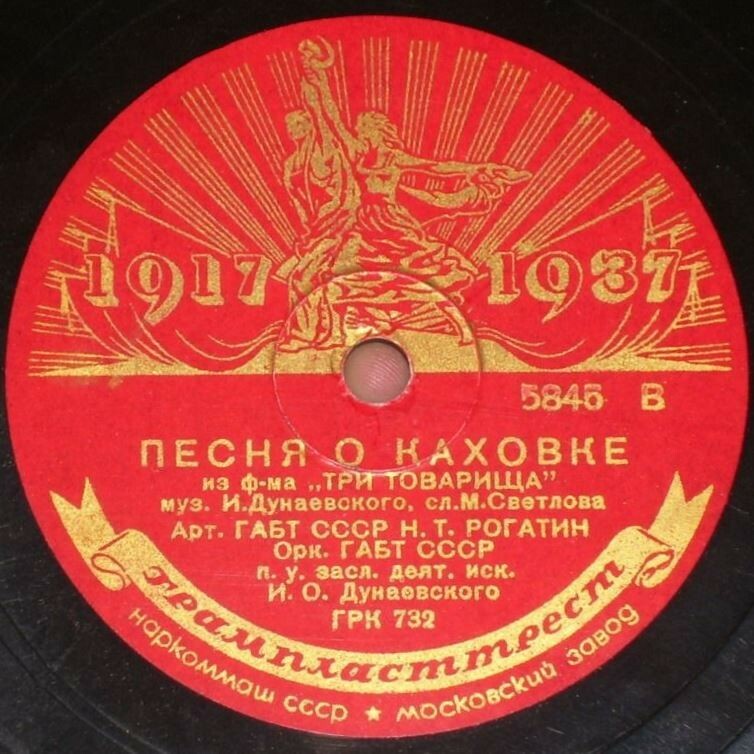 1917 1937
5845 В
ПЕСНЯ О КАХОВКЕ
из ф-ма „ТРИ ТОВАРИЩА"
муз. И.Дунаевского, сл.М.Светлова
Арт. ГАБТ СССР Н.Т. РОГАТИН
Орк. ГАБТ СССР
п. у. засл. деят. иск.
И. О. Дунаевского
ГРК 732
грампласттрест
наркоммаш ссср ★ московский завод